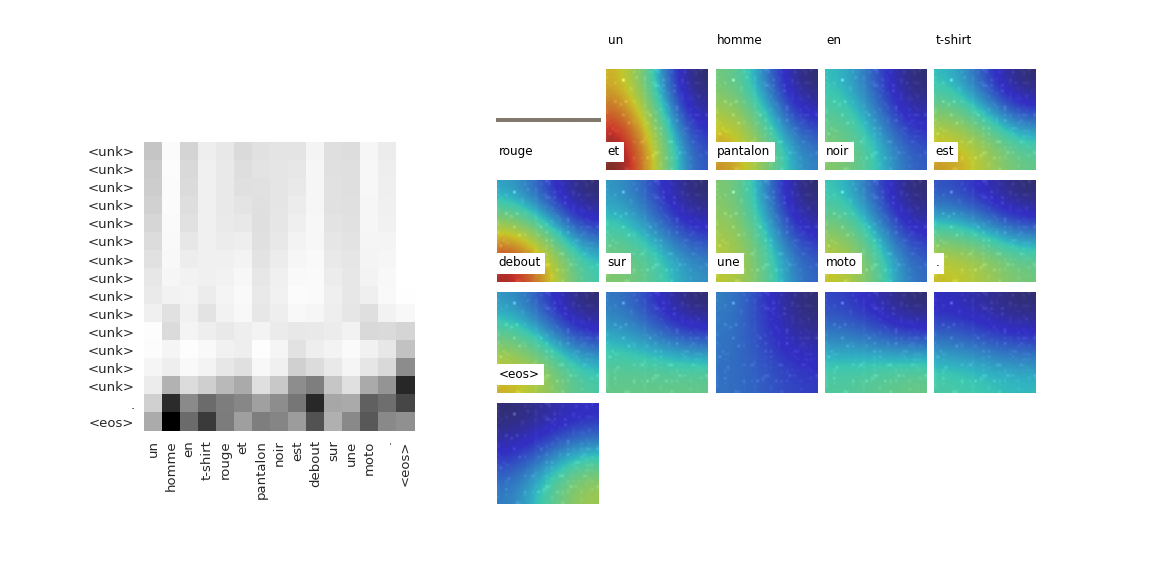 un homme en t-shirt
rouge et pantalon noir est
debout sur une moto .
<eos>
<unk>
<unk>
<unk>
<unk>
<unk>
<unk>
<unk>
<unk>
<unk>
<unk>
<unk>
<unk>
<unk>
<unk>
.
<eos>
un homme en t-shirt rouge et pantalon noir est debout sur une moto . <eos>